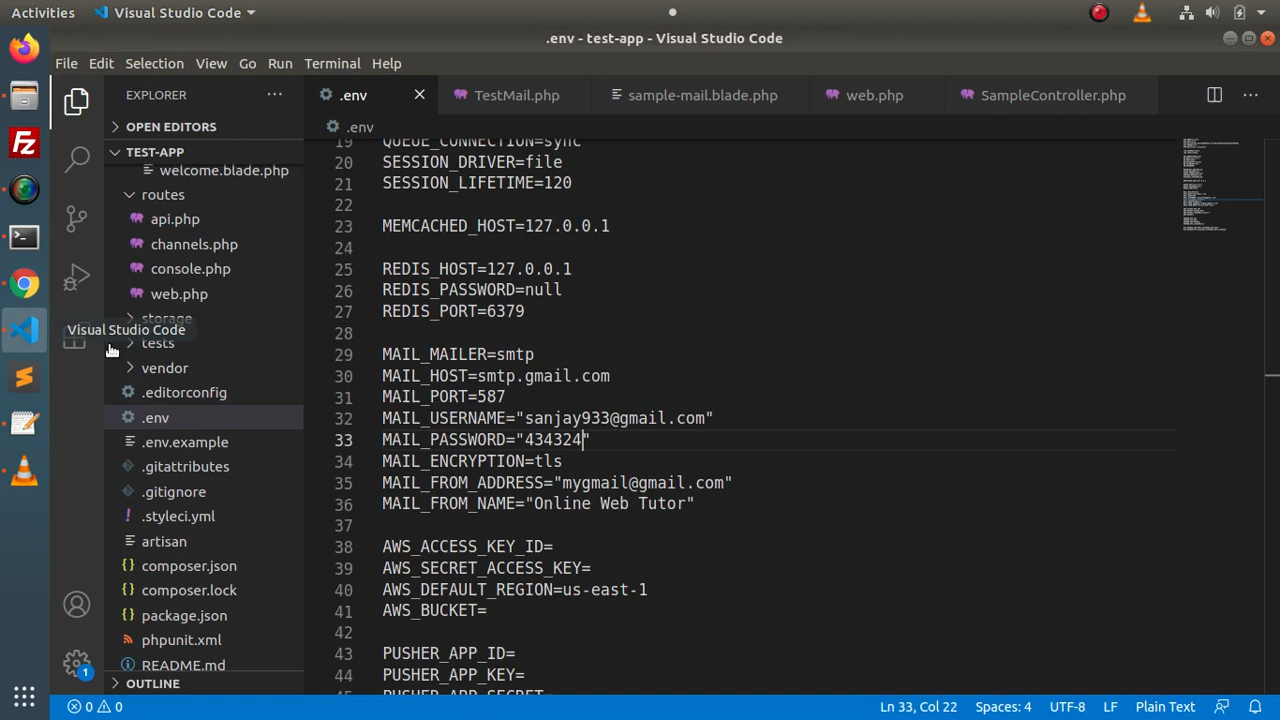 Activities
Visual Studio Code
.env - test-app - Visual Studio Code
File Edit Selection View Go Run Terminal Help
EXPLORER
OPEN EDITORS
TEST-APP
welcome.blade.php
routes
api.php
channels.php
console.php
web.php
storage
Visual Studio Code
tests
vendor
.editorconfig
.env
.env.example
.gitattributes
.gitignore
.styleci.yml
artisan
composer.json
composer.lock
package.json
phpunit.xml
README.md
OUTLINE
1
.env TestMail.php sample-mail.blade.php web.php SampleController.php
.env
19 QUEUE_CONNECTION=sync
20 SESSION_DRIVER=file
21 SESSION_LIFETIME=120
22
23 MEMCACHED_HOST=127.0.0.1
24
25 REDIS_HOST=127.0.0.1
26 REDIS_PASSWORD=null
27 REDIS_PORT=6379
28
29 MAIL_MAILER=smtp
30 MAIL_HOST=smtp.gmail.com
31 MAIL_PORT=587
32 MAIL_USERNAME="sanjay933@gmail.com"
33 MAIL_PASSWORD="434324"
34 MAIL_ENCRYPTION=tls
35 MAIL_FROM_ADDRESS="mygmail@gmail.com"
36 MAIL_FROM_NAME="Online Web Tutor"
37
38 AWS_ACCESS_KEY_ID=
39 AWS_SECRET_ACCESS_KEY=
40 AWS_DEFAULT_REGION=us-east-1
41 AWS_BUCKET=
42
43 PUSHER_APP_ID=
44 PUSHER_APP_KEY=
45 PUSHER_APP_SECRET=
0 0 Ln 33, Col 22 Spaces: 4 UTF-8 LF Plain Text